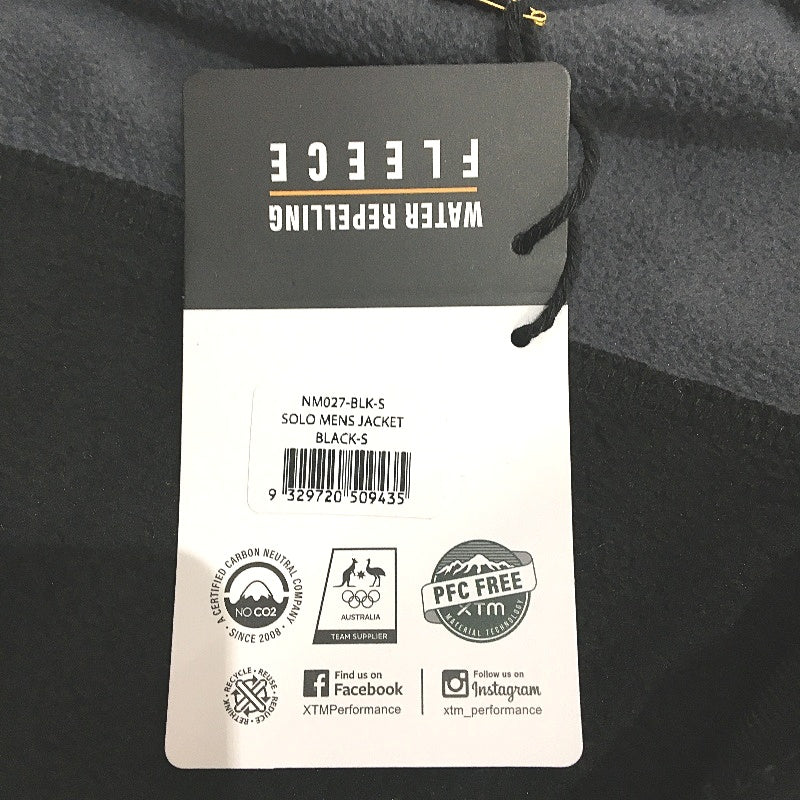 WATER REPELLING
FLEECE
NM027-BLK-S
SOLO MENS JACKET
BLACK-S
9 329720 509435
A CERTIFIED CARBON NEUTRAL COMPANY
NO CO2
• SINCE 2008 •
AUSTRALIA
TEAM SUPPLIER
PFC FREE
XTM
MATERIAL TECHNOLOGY
RECYCLE • REUSE • REDUCE • RETHINK •
Find us on
Facebook
XTMPerformance
Follow us on
Instagram
xtm_performance